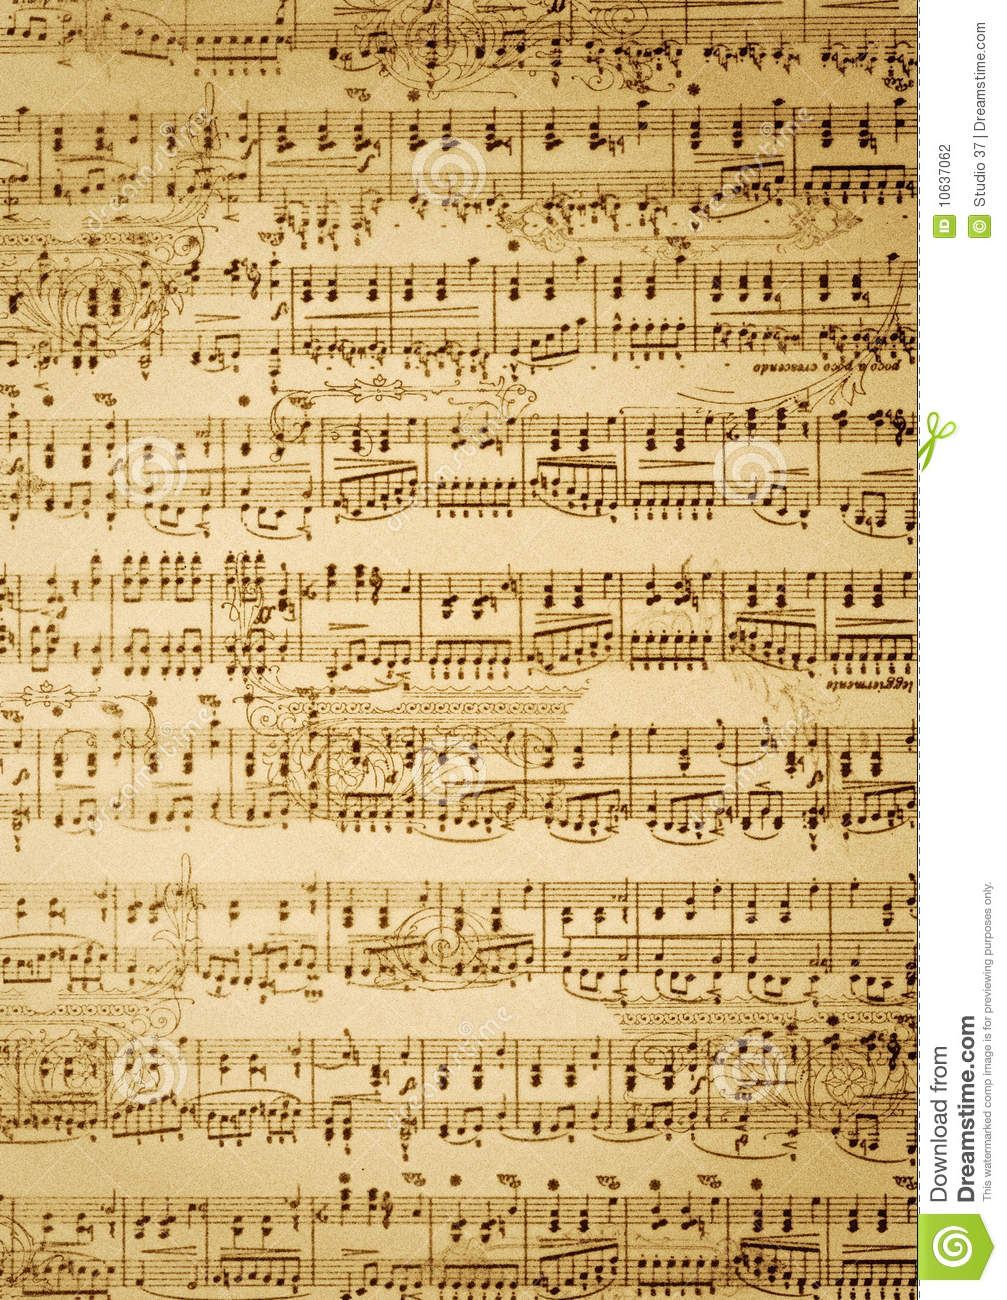 poco a poco crescendo
leggiermente
Download from
Dreamstime.com
This watermarked comp image is for previewing purposes only.
ID 10637062
© Studio 37 | Dreamstime.com
dreamstime